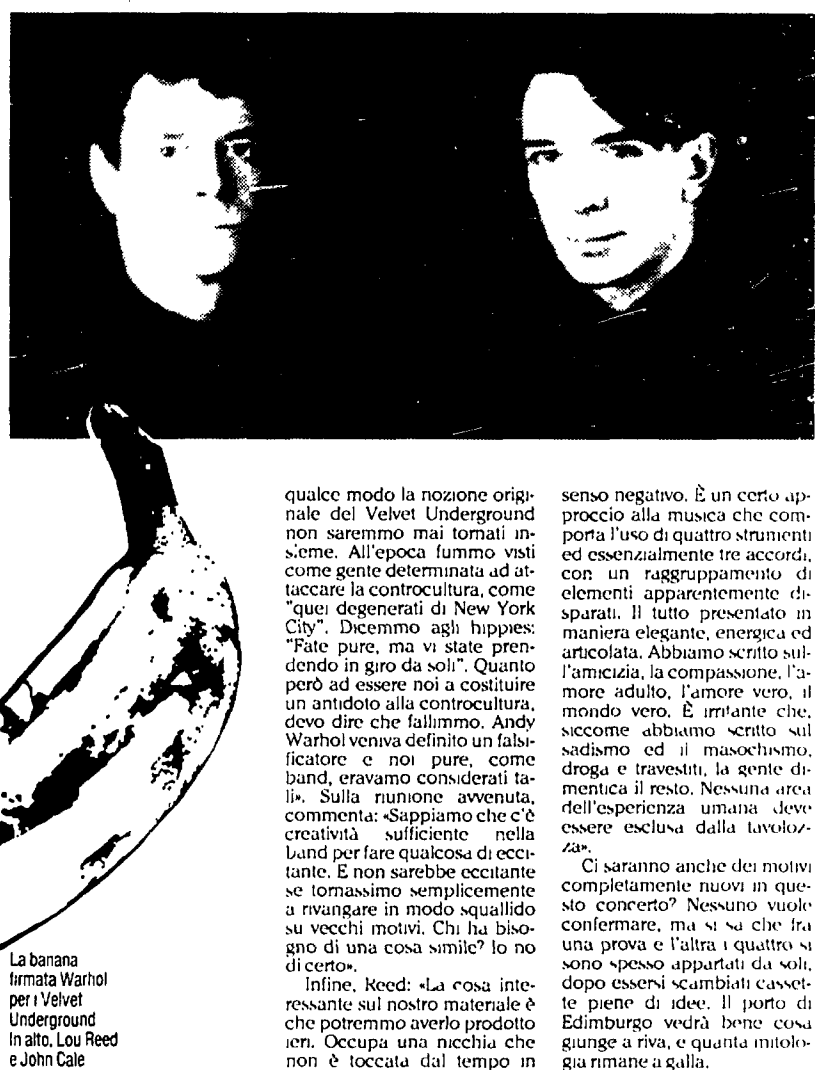 La banana
firmata Warhol
per i Velvet
Underground
In alto, Lou Reed
e John Cale
qualce modo la nozione origi-
nale del Velvet Underground
non saremmo mai tornati in-
sieme. All'epoca fummo visti
come gente determinata ad at-
taccare la controcultura, come
"quei degenerati di New York
City". Dicemmo agli hippies:
"Fate pure, ma vi state pren-
dendo in giro da soli". Quanto
però ad essere noi a costituire
un antidoto alla controcultura,
devo dire che fallimmo. Andy
Warhol veniva definito un falsi-
ficatore e noi pure, come
band, eravamo considerati ta-
li». Sulla riunione avvenuta,
commenta: «Sappiamo che c'è
creatività sufficiente nella
band per fare qualcosa di ecci-
tante. E non sarebbe eccitante
se tornassimo semplicemente
a rivangare in modo squallido
su vecchi motivi. Chi ha biso-
gno di una cosa simile? Io no
di certo».
Infine, Reed: «La cosa inte-
ressante sul nostro materiale è
che potremmo averlo prodotto
ieri. Occupa una nicchia che
non è toccata dal tempo in
senso negativo. È un certo ap-
proccio alla musica che com-
porta l'uso di quattro strumenti
ed essenzialmente tre accordi,
con un raggruppamento di
elementi apparentemente di-
sparati. Il tutto presentato in
maniera elegante, energica ed
articolata. Abbiamo scritto sul-
l'amicizia, la compassione, l'a-
more adulto, l'amore vero, il
mondo vero. È irritante che,
siccome abbiamo scritto sul
sadismo ed il masochismo,
droga e travestiti, la gente di-
mentica il resto. Nessuna area
dell'esperienza umana deve
essere esclusa dalla tavoloz-
za».
Ci saranno anche dei motivi
completamente nuovi in que-
sto concerto? Nessuno vuole
confermare, ma si sa che fra
una prova e l'altra i quattro si
sono spesso appartati da soli,
dopo essersi scambiati casset-
te piene di idee. Il porto di
Edimburgo vedrà bene cosa
giunge a riva, e quanta mitolo-
gia rimane a galla.